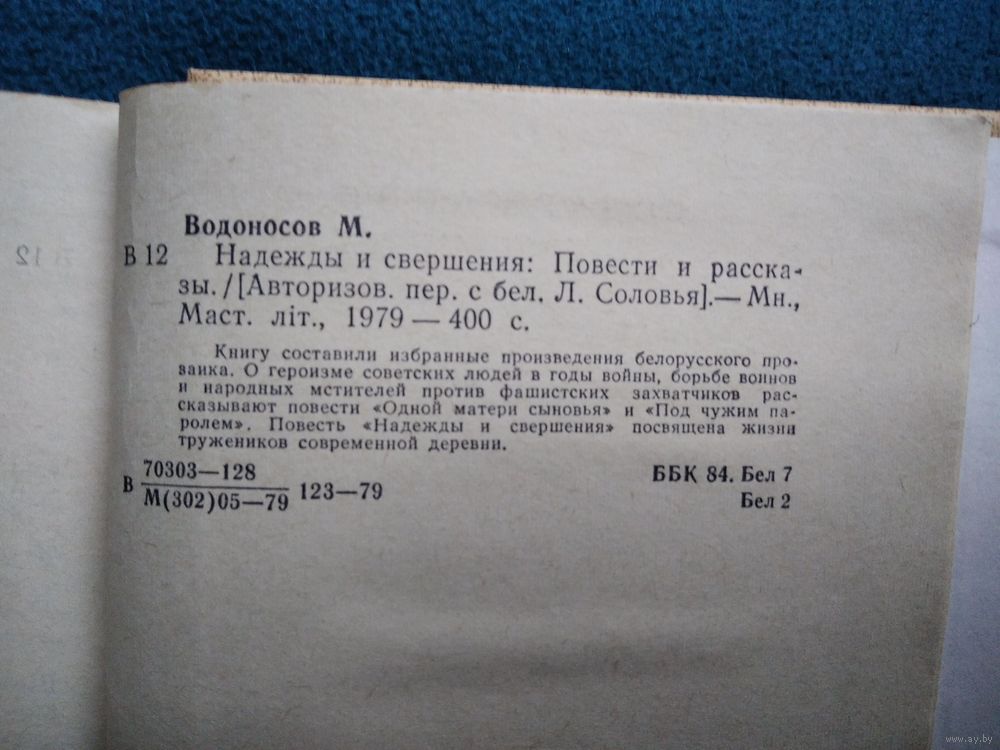 Водоносов М.
В 12 Надежды и свершения: Повести и расска-
зы./[Авторизов. пер. с бел. Л. Соловья].— Мн.,
Маст. літ., 1979 — 400 с.
Книгу составили избранные произведения белорусского про-
заика. О героизме советских людей в годы войны, борьбе воинов
и народных мстителей против фашистских захватчиков рас-
сказывают повести «Одной матери сыновья» и «Под чужим па-
ролем». Повесть «Надежды и свершения» посвящена жизни
тружеников современной деревни.
70303—128
В М(302)05—79 123—79
ББК 84. Бел 7
Бел 2
www.ay.by